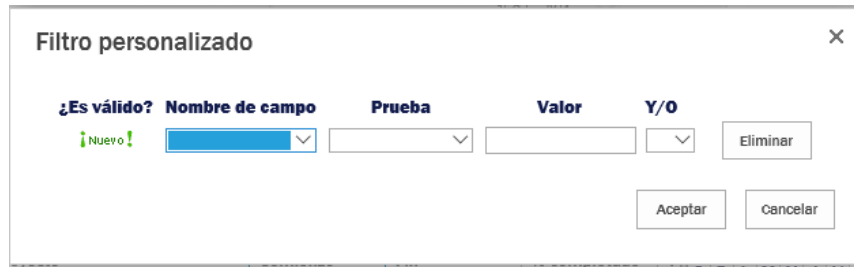 Filtro personalizado
¿Es válido? Nombre de campo Prueba Valor Y/O
¡Nuevo! Eliminar
Aceptar Cancelar